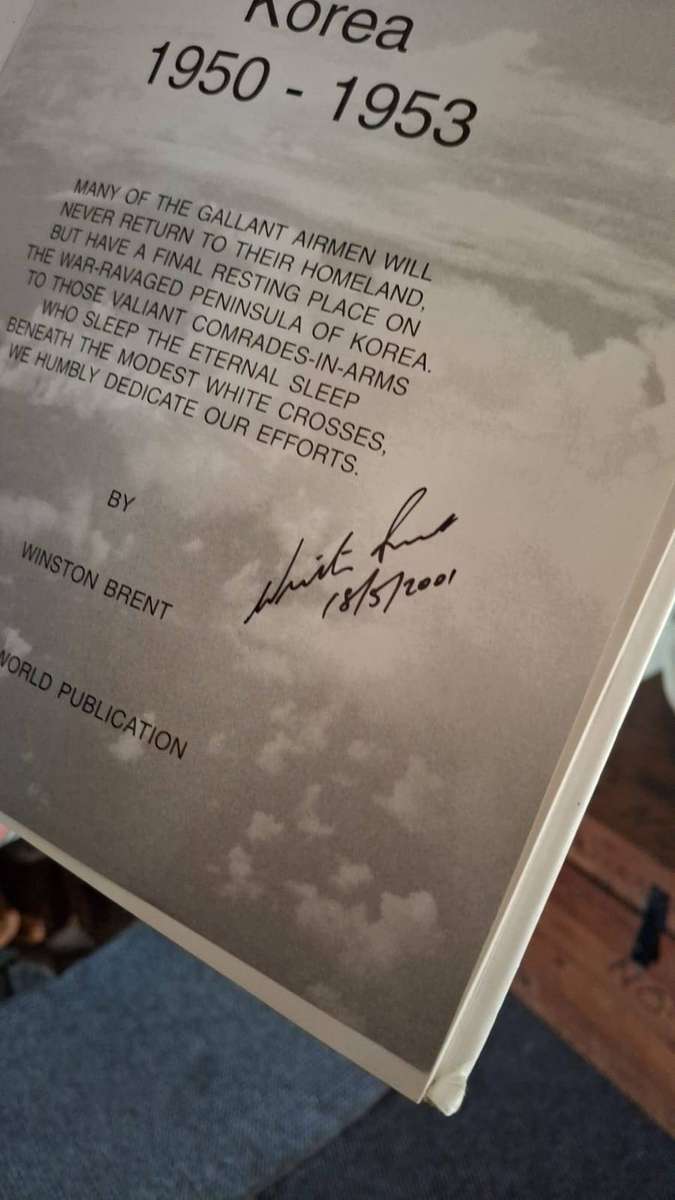 Korea
1950 - 1953
MANY OF THE GALLANT AIRMEN WILL
NEVER RETURN TO THEIR HOMELAND,
BUT HAVE A FINAL RESTING PLACE ON
THE WAR-RAVAGED PENINSULA OF KOREA.
TO THOSE VALIANT COMRADES-IN-ARMS
WHO SLEEP THE ETERNAL SLEEP
BENEATH THE MODEST WHITE CROSSES,
WE HUMBLY DEDICATE OUR EFFORTS.
BY
WINSTON BRENT
Winston Brent
18/5/2001
WORLD PUBLICATION